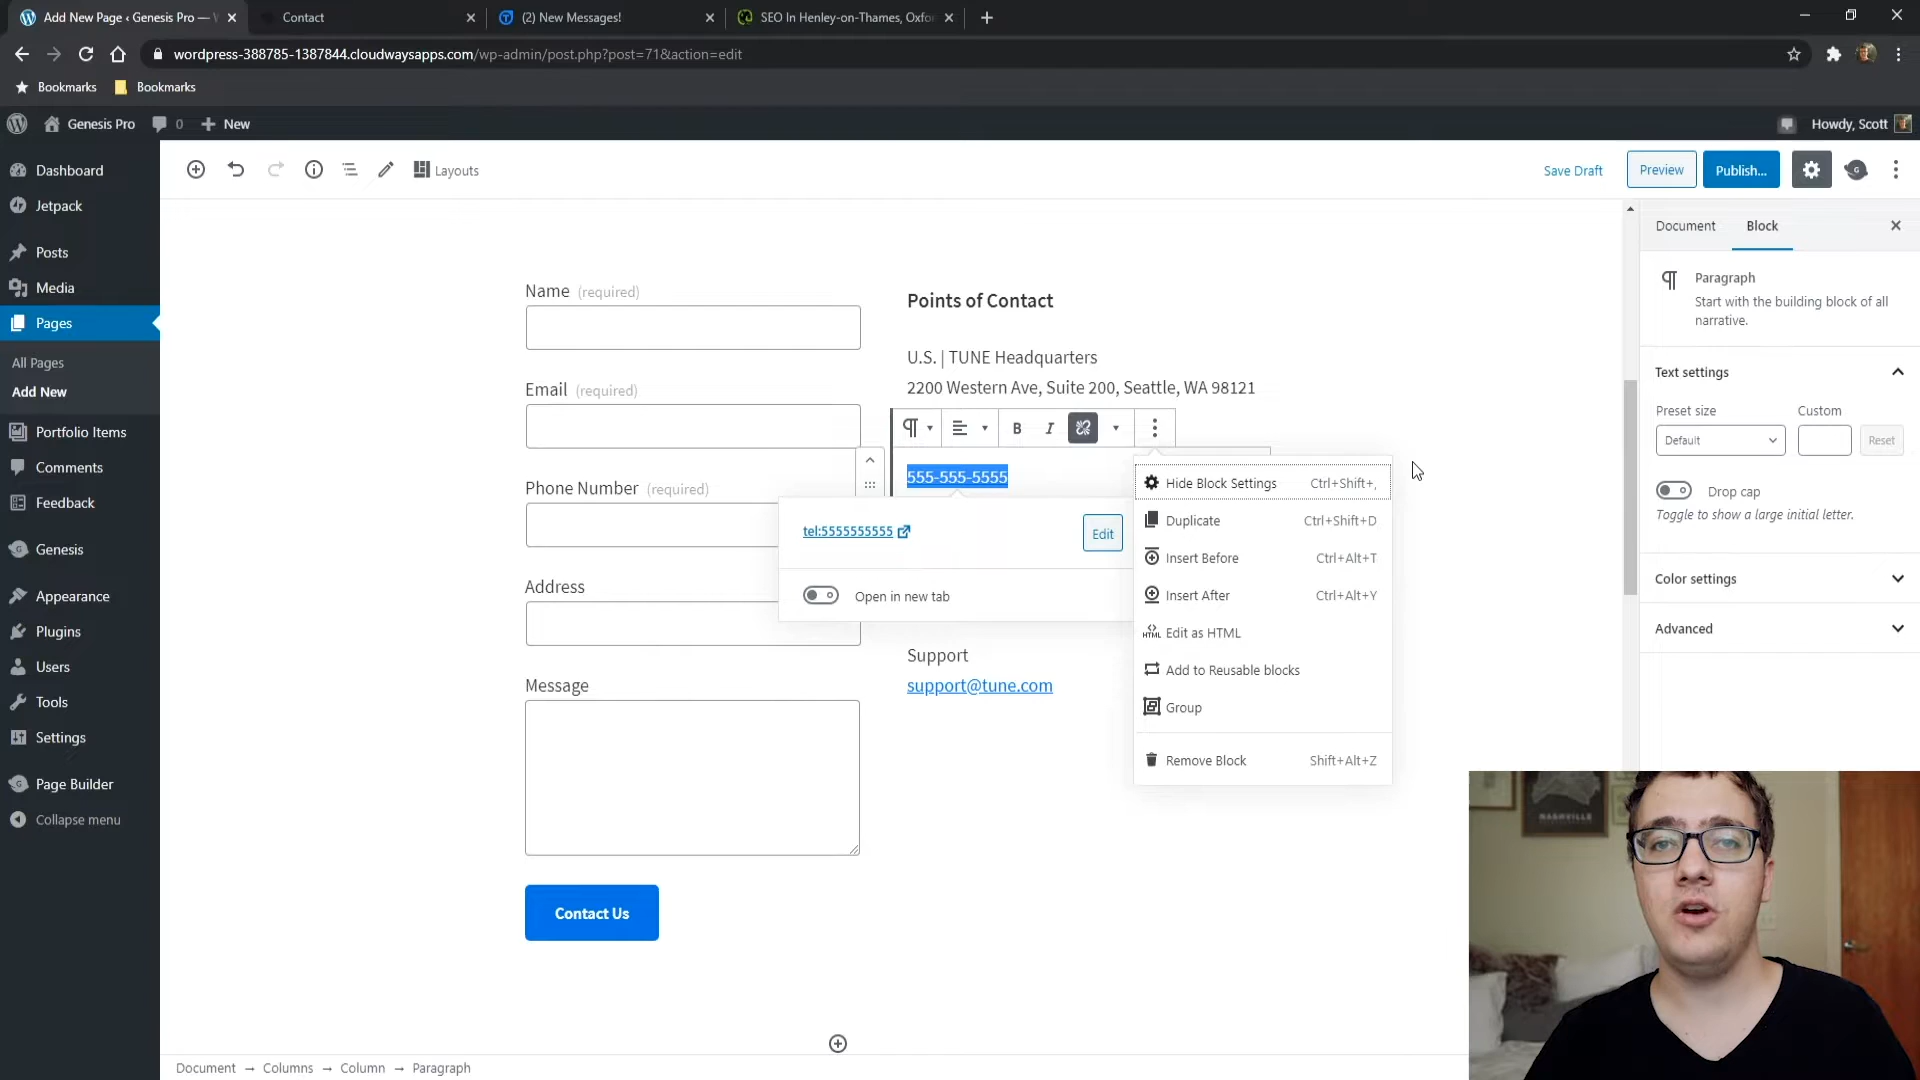 Add New Page ‹ Genesis Pro —
Contact
(2) New Messages!
SEO In Henley-on-Thames, Oxfo
wordpress-388785-1387844.cloudwaysapps.com/wp-admin/post.php?post=71&action=edit
Bookmarks
Bookmarks
Genesis Pro
0
New
Howdy, Scott
Dashboard
Jetpack
Posts
Media
Pages
All Pages
Add New
Portfolio Items
Comments
Feedback
Genesis
Appearance
Plugins
Users
Tools
Settings
Page Builder
Collapse menu
Layouts
Save Draft
Preview
Publish...
Name (required)
Email (required)
Phone Number (required)
Address
Message
Contact Us
Points of Contact
U.S. | TUNE Headquarters
2200 Western Ave, Suite 200, Seattle, WA 98121
B
I
555-555-5555
tel:5555555555
Edit
Open in new tab
Support
support@tune.com
Hide Block Settings Ctrl+Shift+,
Duplicate Ctrl+Shift+D
Insert Before Ctrl+Alt+T
Insert After Ctrl+Alt+Y
HTML Edit as HTML
Add to Reusable blocks
Group
Remove Block Shift+Alt+Z
Document
Block
Paragraph
Start with the building block of all
narrative.
Text settings
Preset size
Custom
Default
Reset
Drop cap
Toggle to show a large initial letter.
Color settings
Advanced
NASHVILLE
Document → Columns → Column → Paragraph